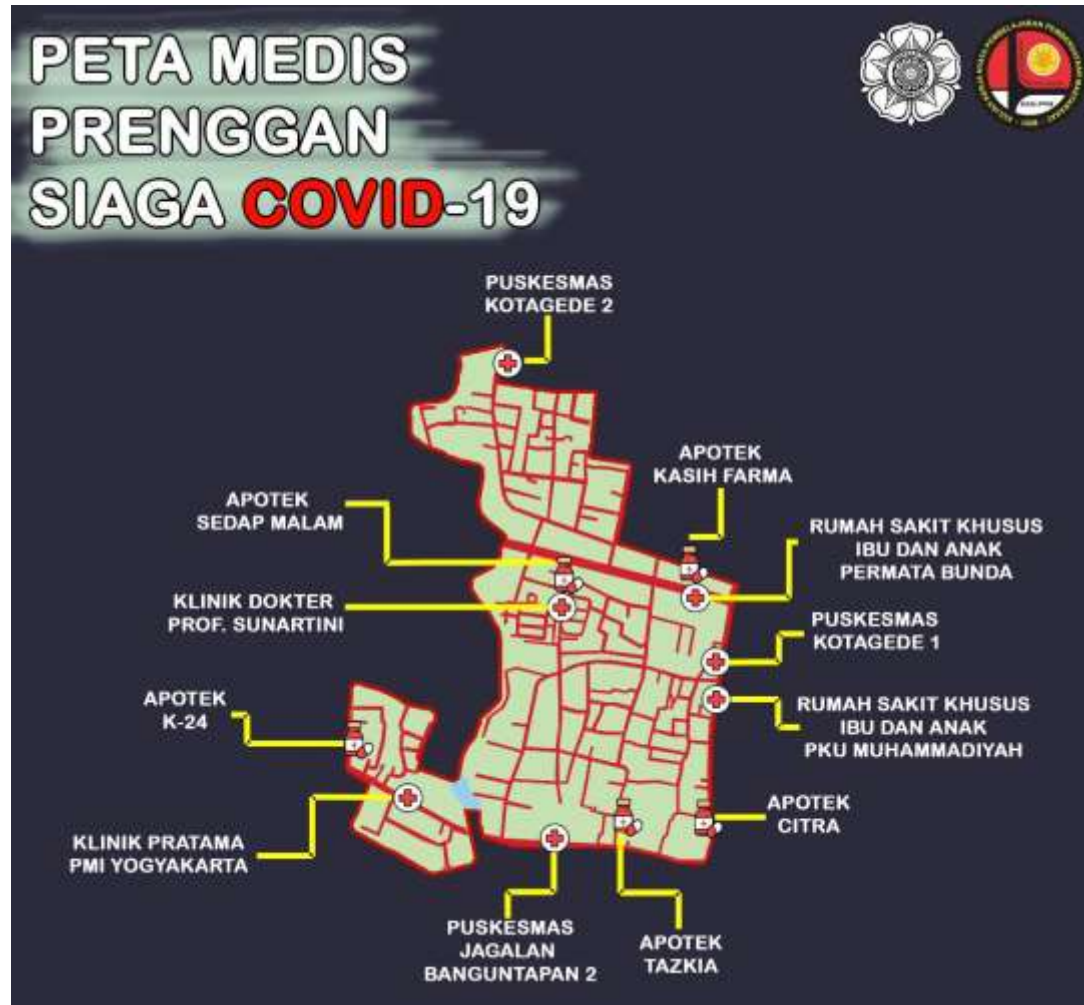 PETA MEDIS
PRENGGAN
SIAGA COVID-19
PUSKESMAS
KOTAGEDE 2
APOTEK
KASIH FARMA
APOTEK
SEDAP MALAM
RUMAH SAKIT KHUSUS
IBU DAN ANAK
PERMATA BUNDA
KLINIK DOKTER
PROF. SUNARTINI
PUSKESMAS
KOTAGEDE 1
APOTEK
K-24
RUMAH SAKIT KHUSUS
IBU DAN ANAK
PKU MUHAMMADIYAH
APOTEK
CITRA
KLINIK PRATAMA
PMI YOGYAKARTA
PUSKESMAS
JAGALAN
BANGUNTAPAN 2
APOTEK
TAZKIA